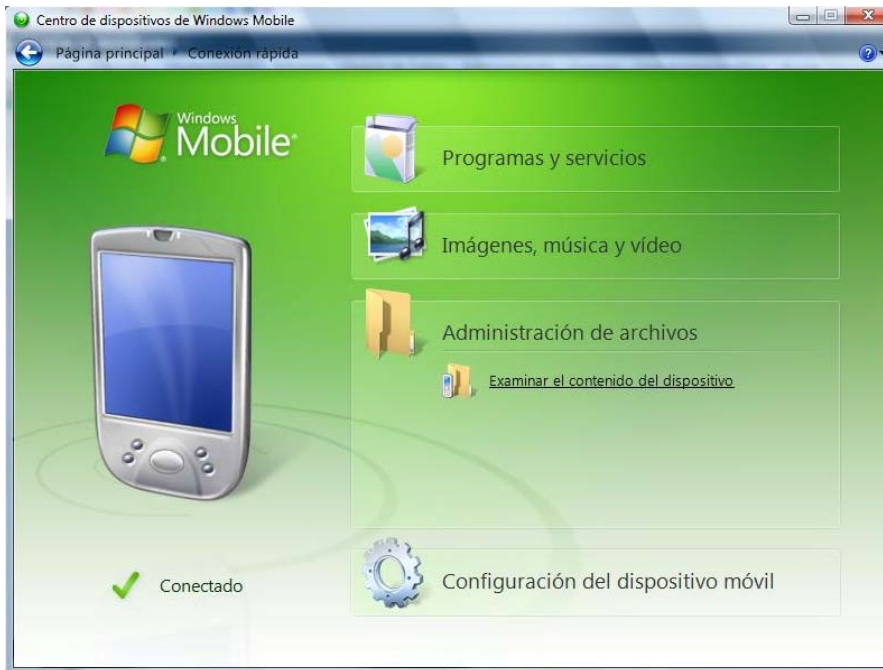 Centro de dispositivos de Windows Mobile
Página principal Conexión rápida
Windows
Mobile
Programas y servicios
Imágenes, música y vídeo
Administración de archivos
Examinar el contenido del dispositivo
Conectado
Configuración del dispositivo móvil